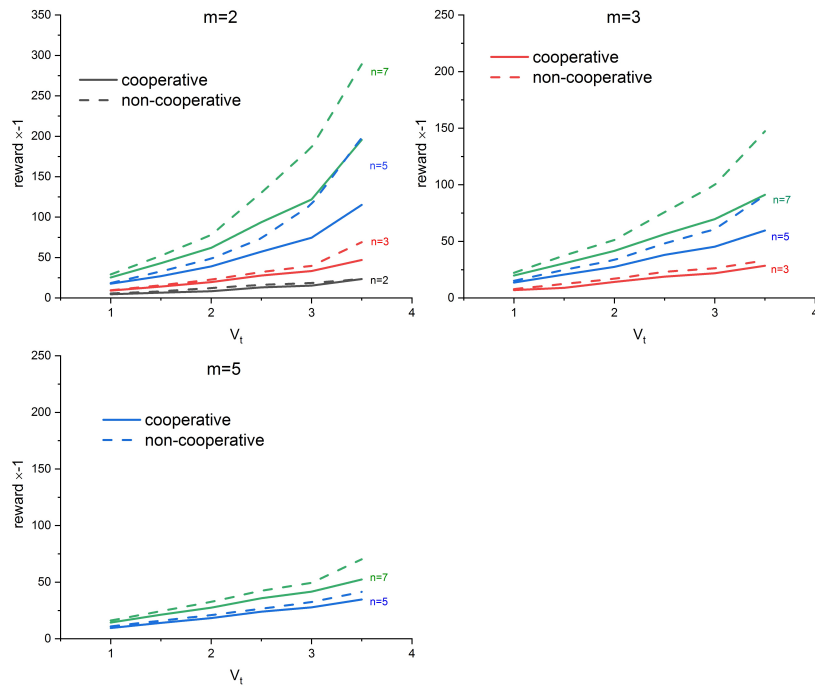 m=2
350
300
250
200
150
100
50
0
reward ×-1
cooperative
non-cooperative
n=7
n=5
n=3
n=2
1
2
3
4
V_t
m=3
250
200
150
100
50
0
reward ×-1
cooperative
non-cooperative
n=7
n=5
n=3
1
2
3
4
V_t
m=5
250
200
150
100
50
0
reward ×-1
cooperative
non-cooperative
n=7
n=5
1
2
3
4
V_t